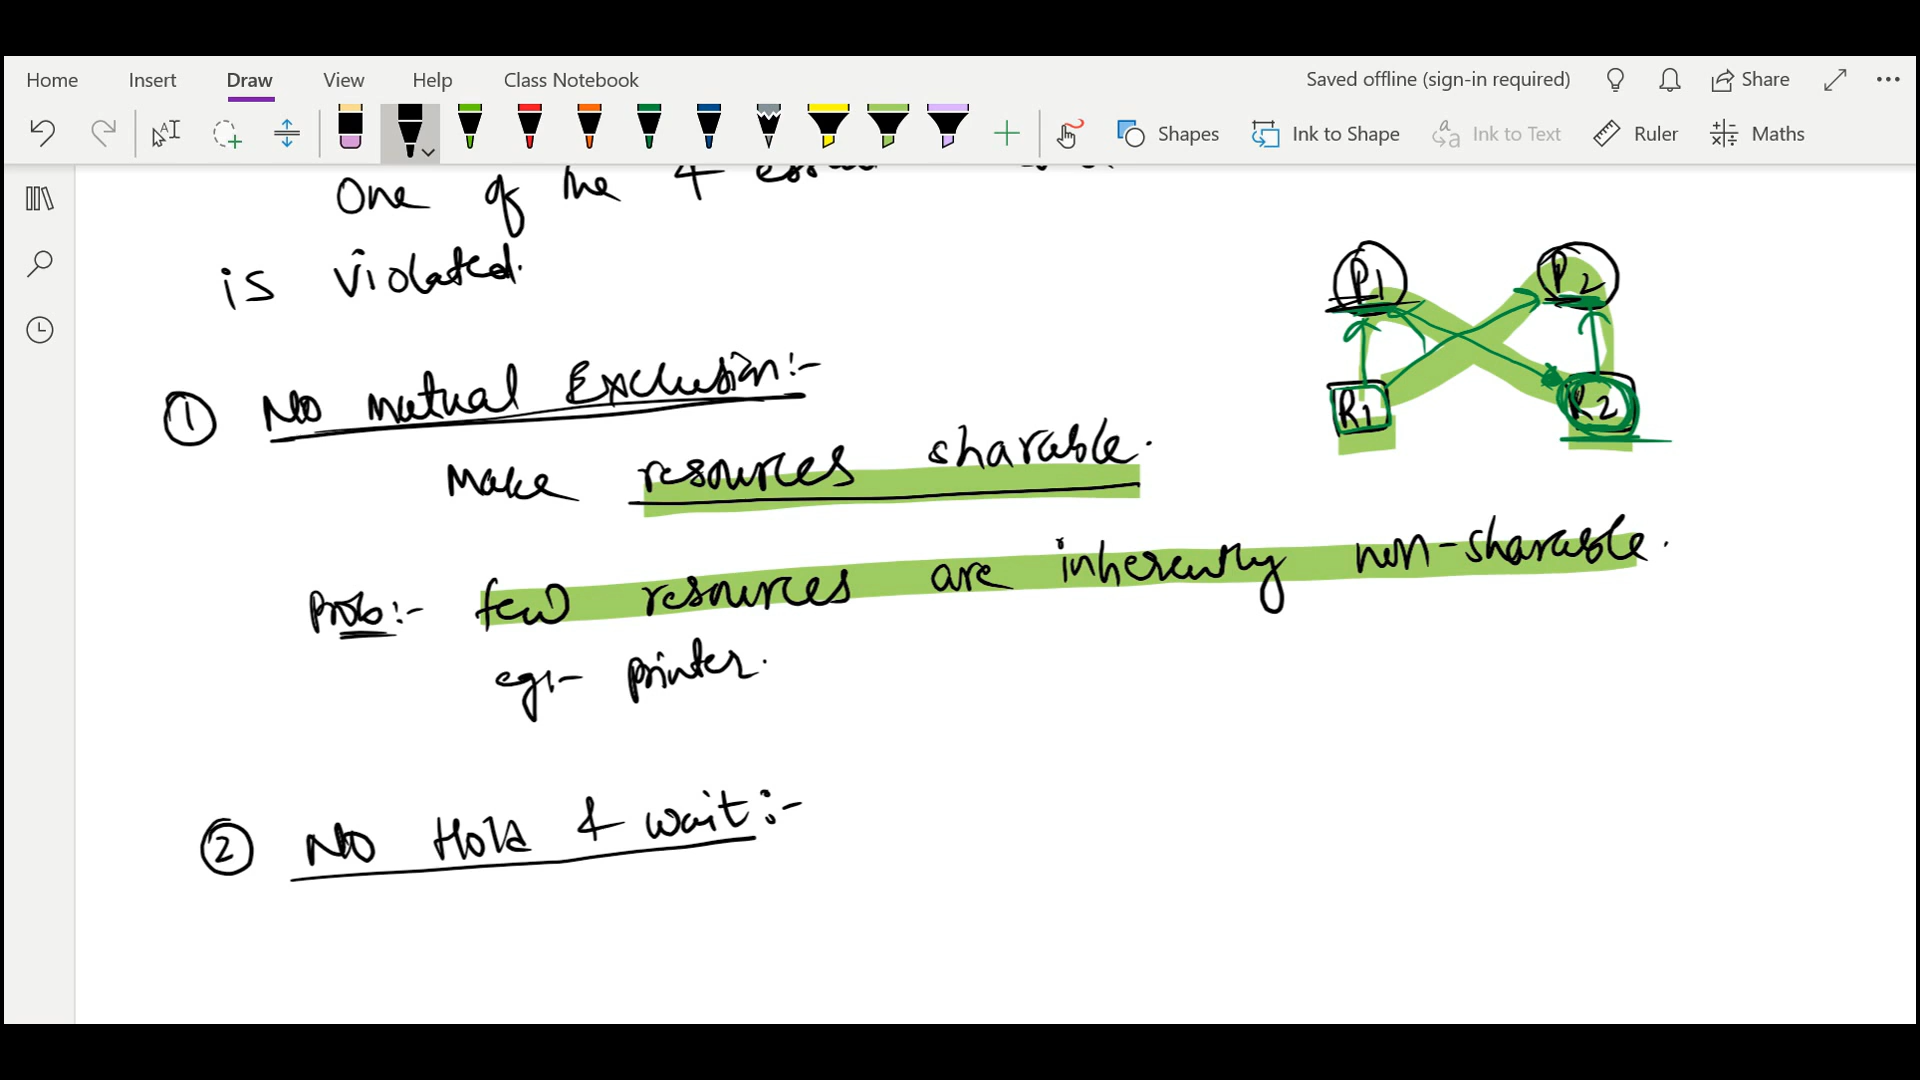 Home Insert Draw View Help Class Notebook Saved offline (sign-in required) Share
Shapes Ink to Shape Ink to Text Ruler Maths
One of the 4
is violated.
P1 P2
① No mutual Exclusion:-
R1 R2
Make resources sharable.
Prob:- few resources are inherently non-sharable.
eg:- printer.
② No Hold & wait:-